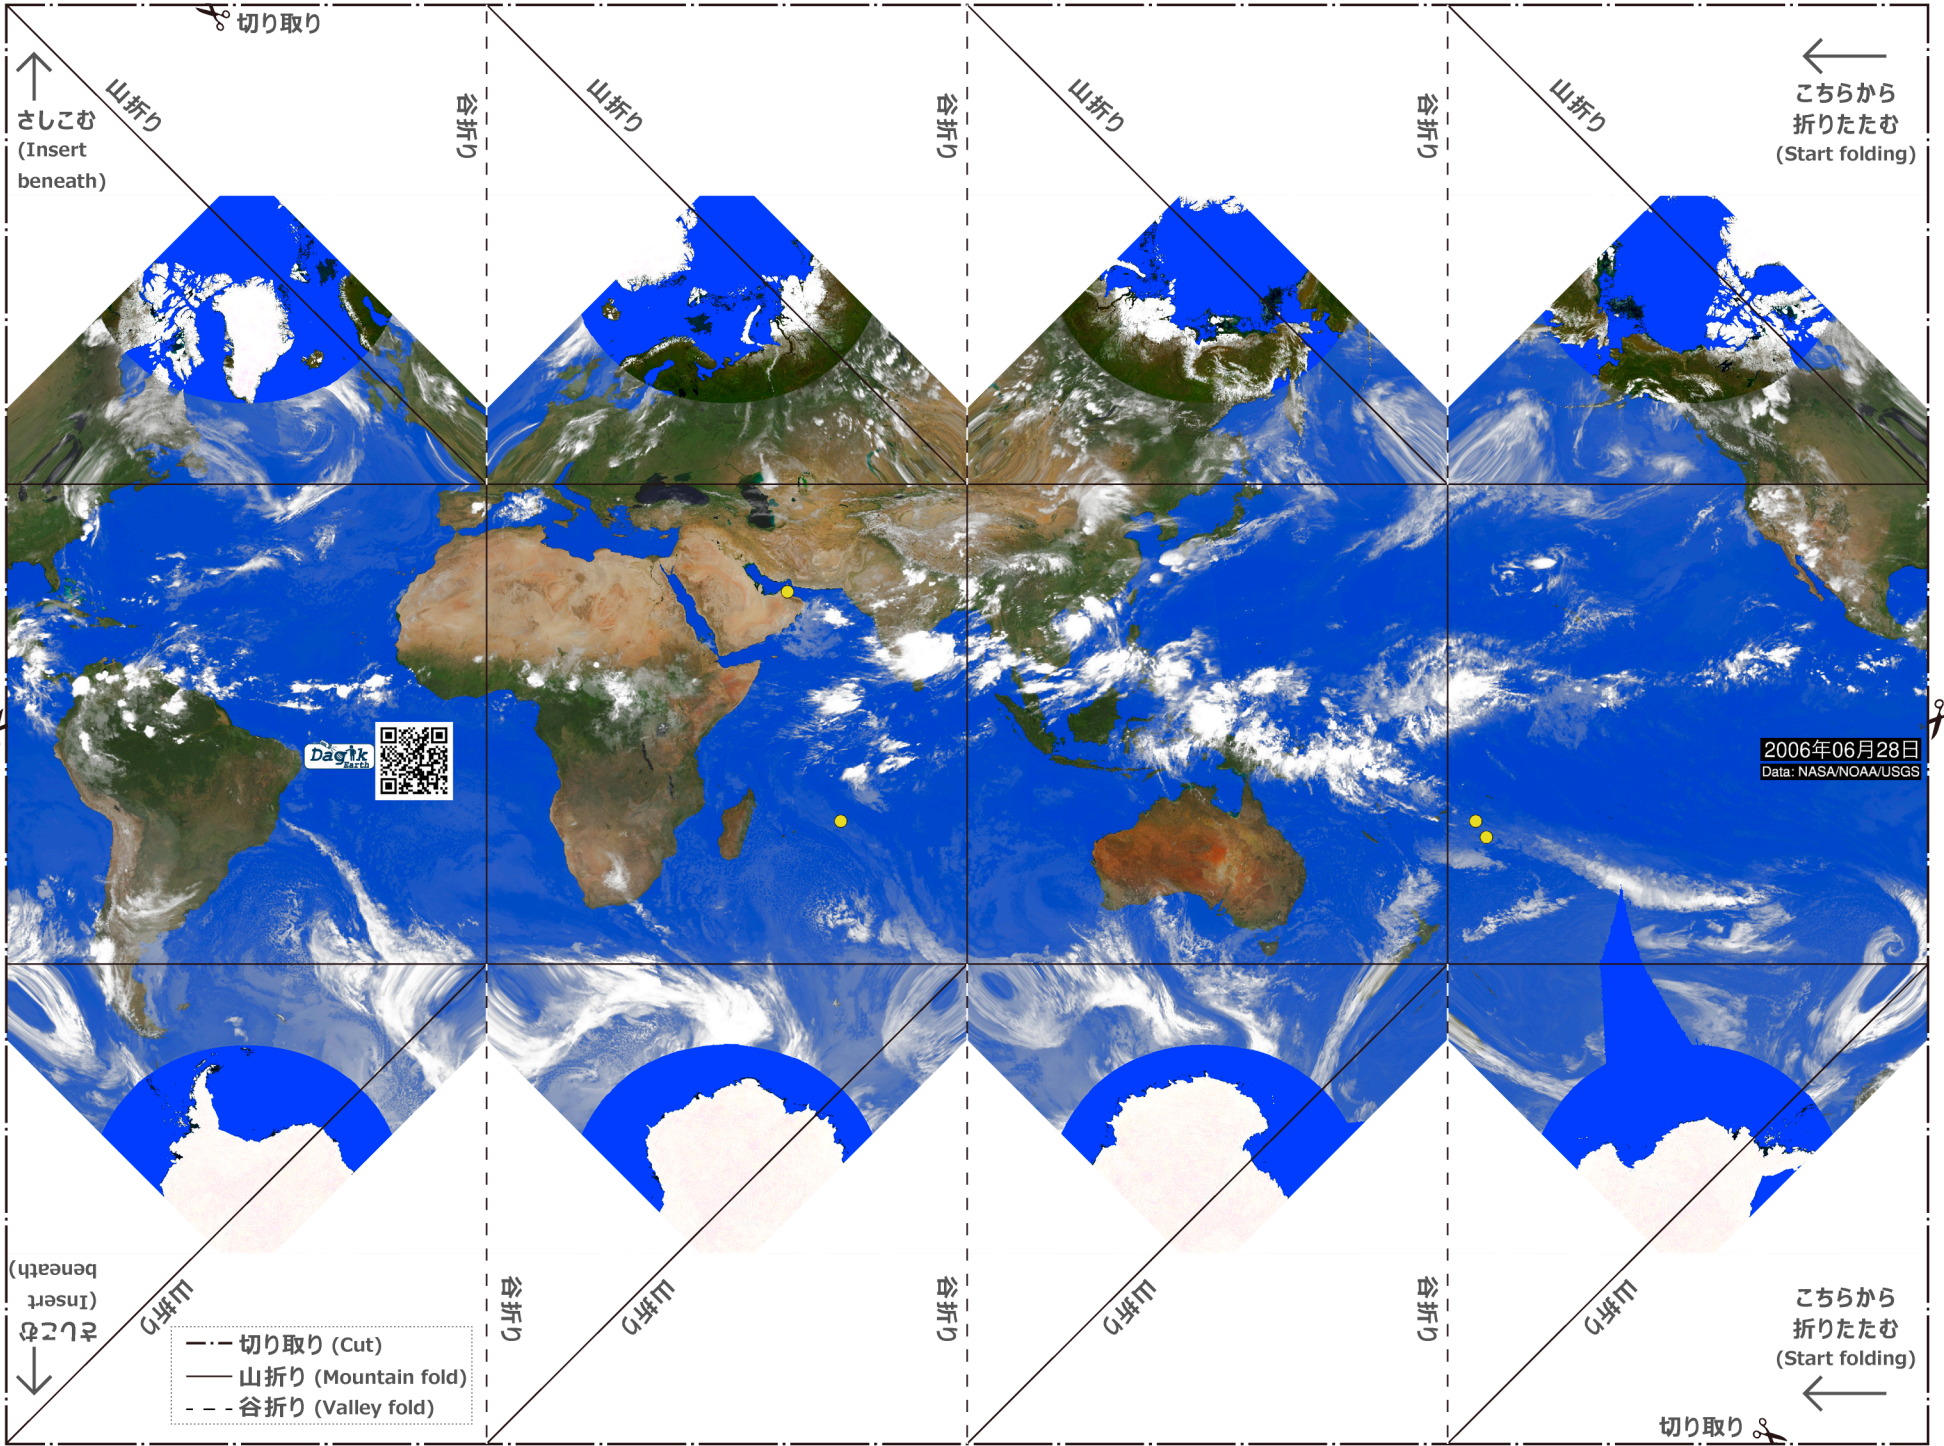 切り取り
山折り
谷折り
山折り
谷折り
山折り
谷折り
山折り
さしこむ
(Insert
beneath)
こちらから
折りたたむ
(Start folding)
Dagik
Earth
2006年06月28日
Data: NASA/NOAA/USGS
さしこむ
(Insert
beneath)
山折り
谷折り
山折り
谷折り
山折り
谷折り
山折り
こちらから
折りたたむ
(Start folding)
切り取り (Cut)
山折り (Mountain fold)
谷折り (Valley fold)
切り取り